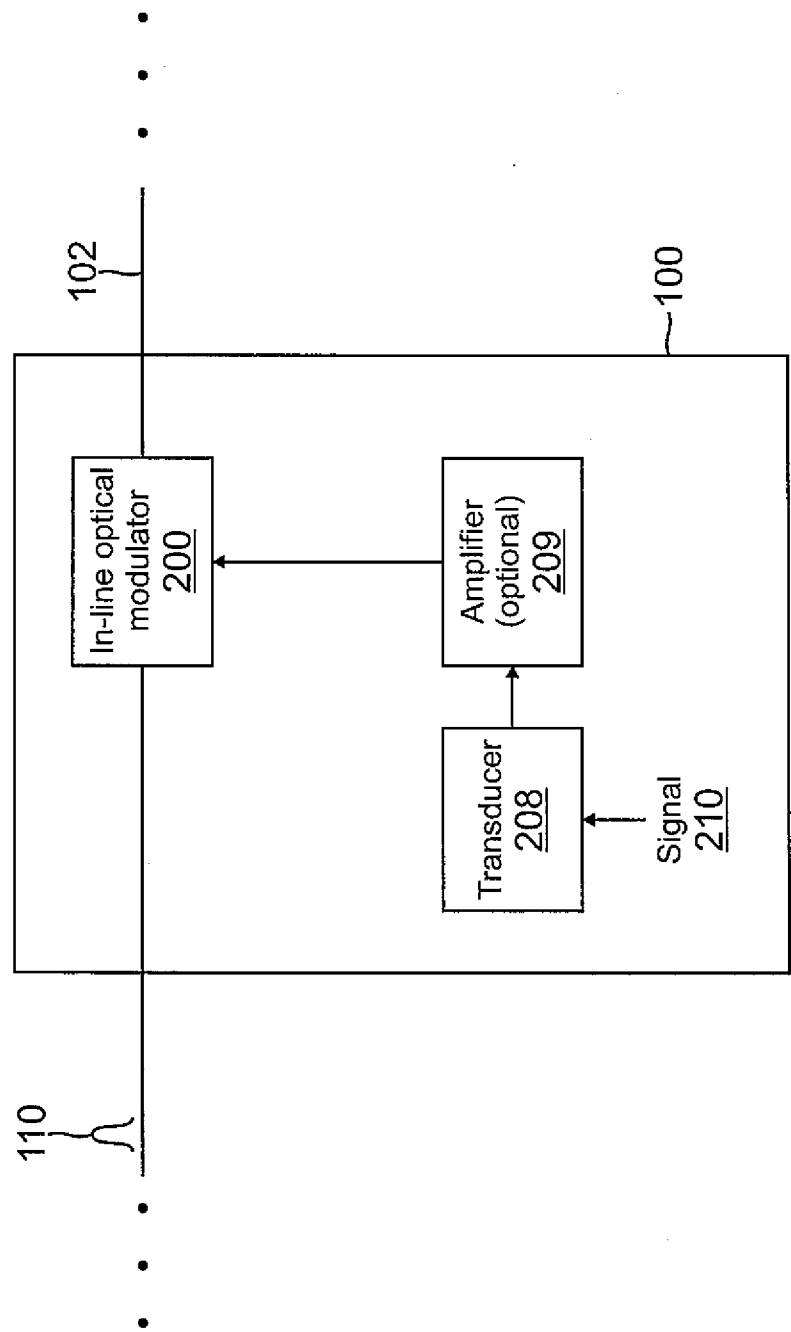 110
102
In-line optical
modulator
200
Transducer
208
Amplifier
(optional)
209
Signal
210
100